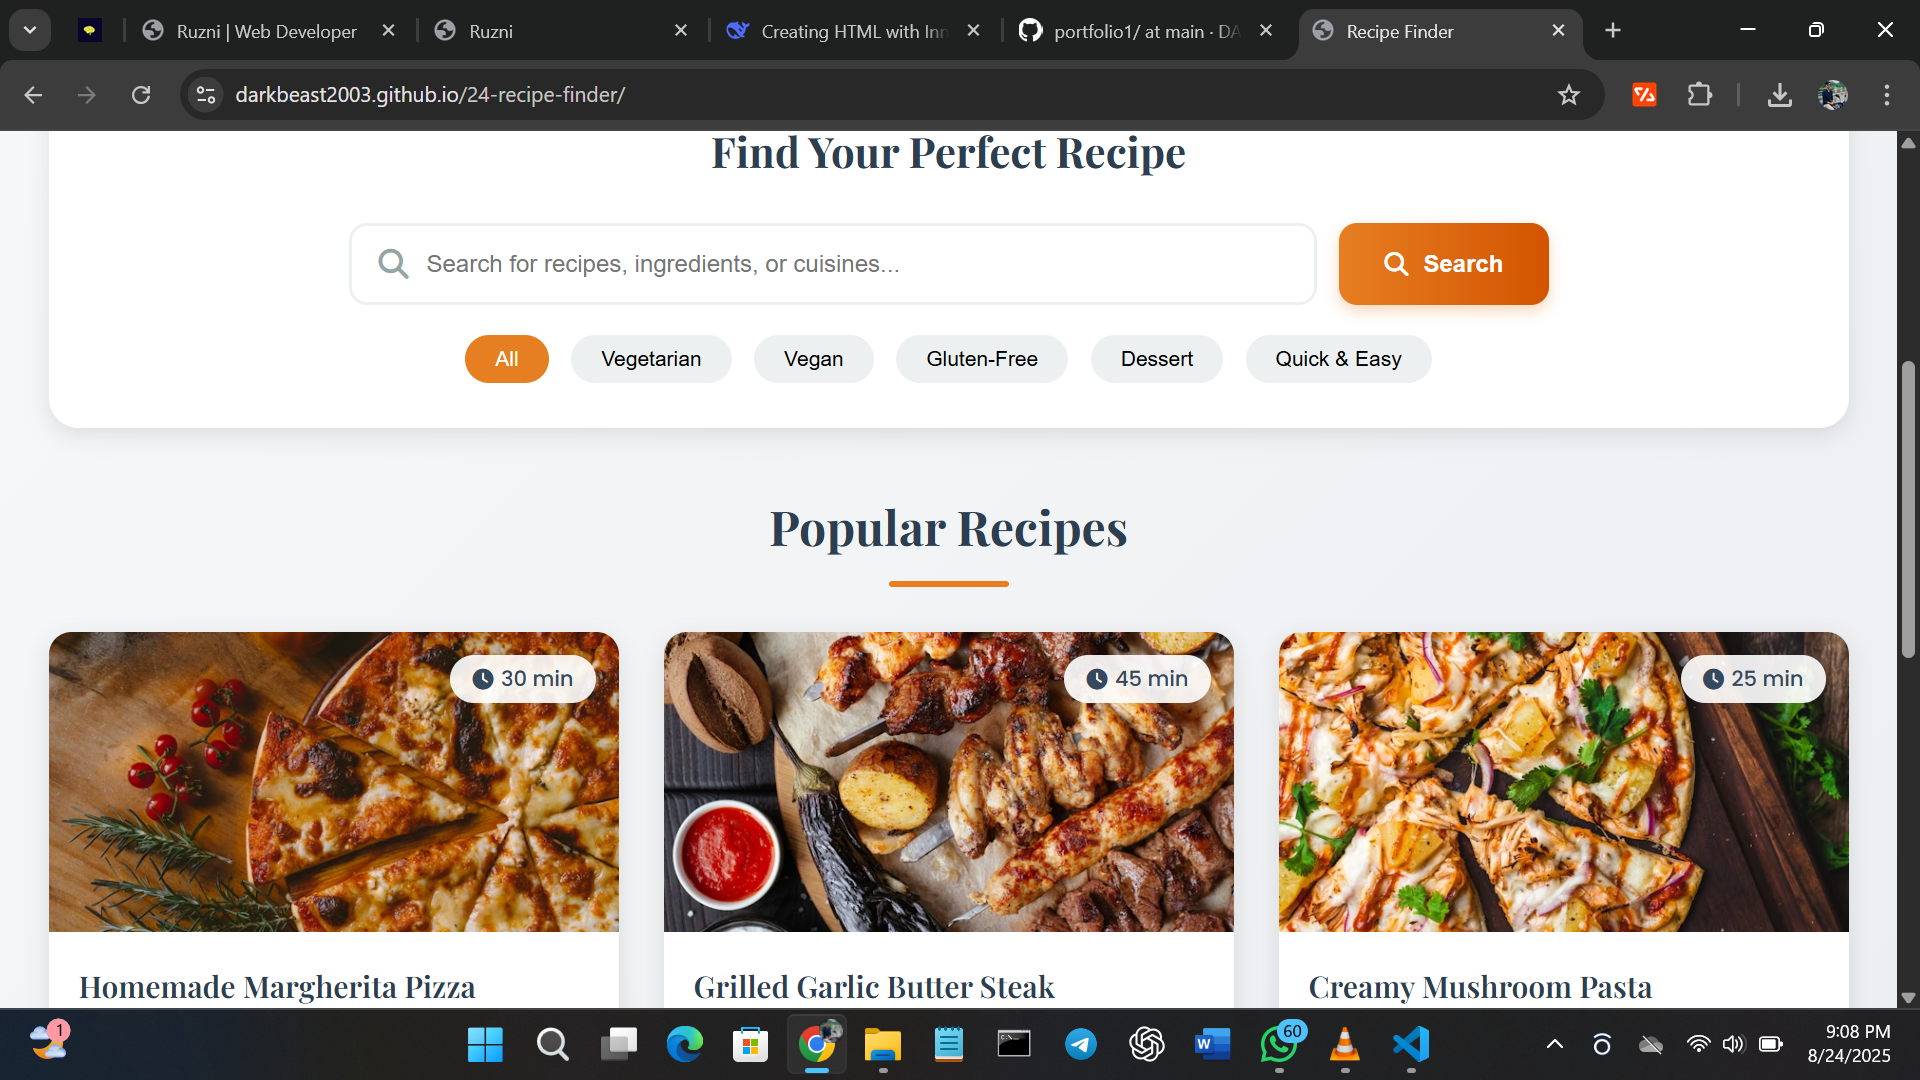 Ruzni | Web Developer
Ruzni
Creating HTML with Inn
portfolio1/ at main · DA
Recipe Finder
darkbeast2003.github.io/24-recipe-finder/
Find Your Perfect Recipe
Search for recipes, ingredients, or cuisines...
Search
All
Vegetarian
Vegan
Gluten-Free
Dessert
Quick & Easy
Popular Recipes
30 min
45 min
25 min
Homemade Margherita Pizza
Grilled Garlic Butter Steak
Creamy Mushroom Pasta
1
60
9:08 PM
8/24/2025